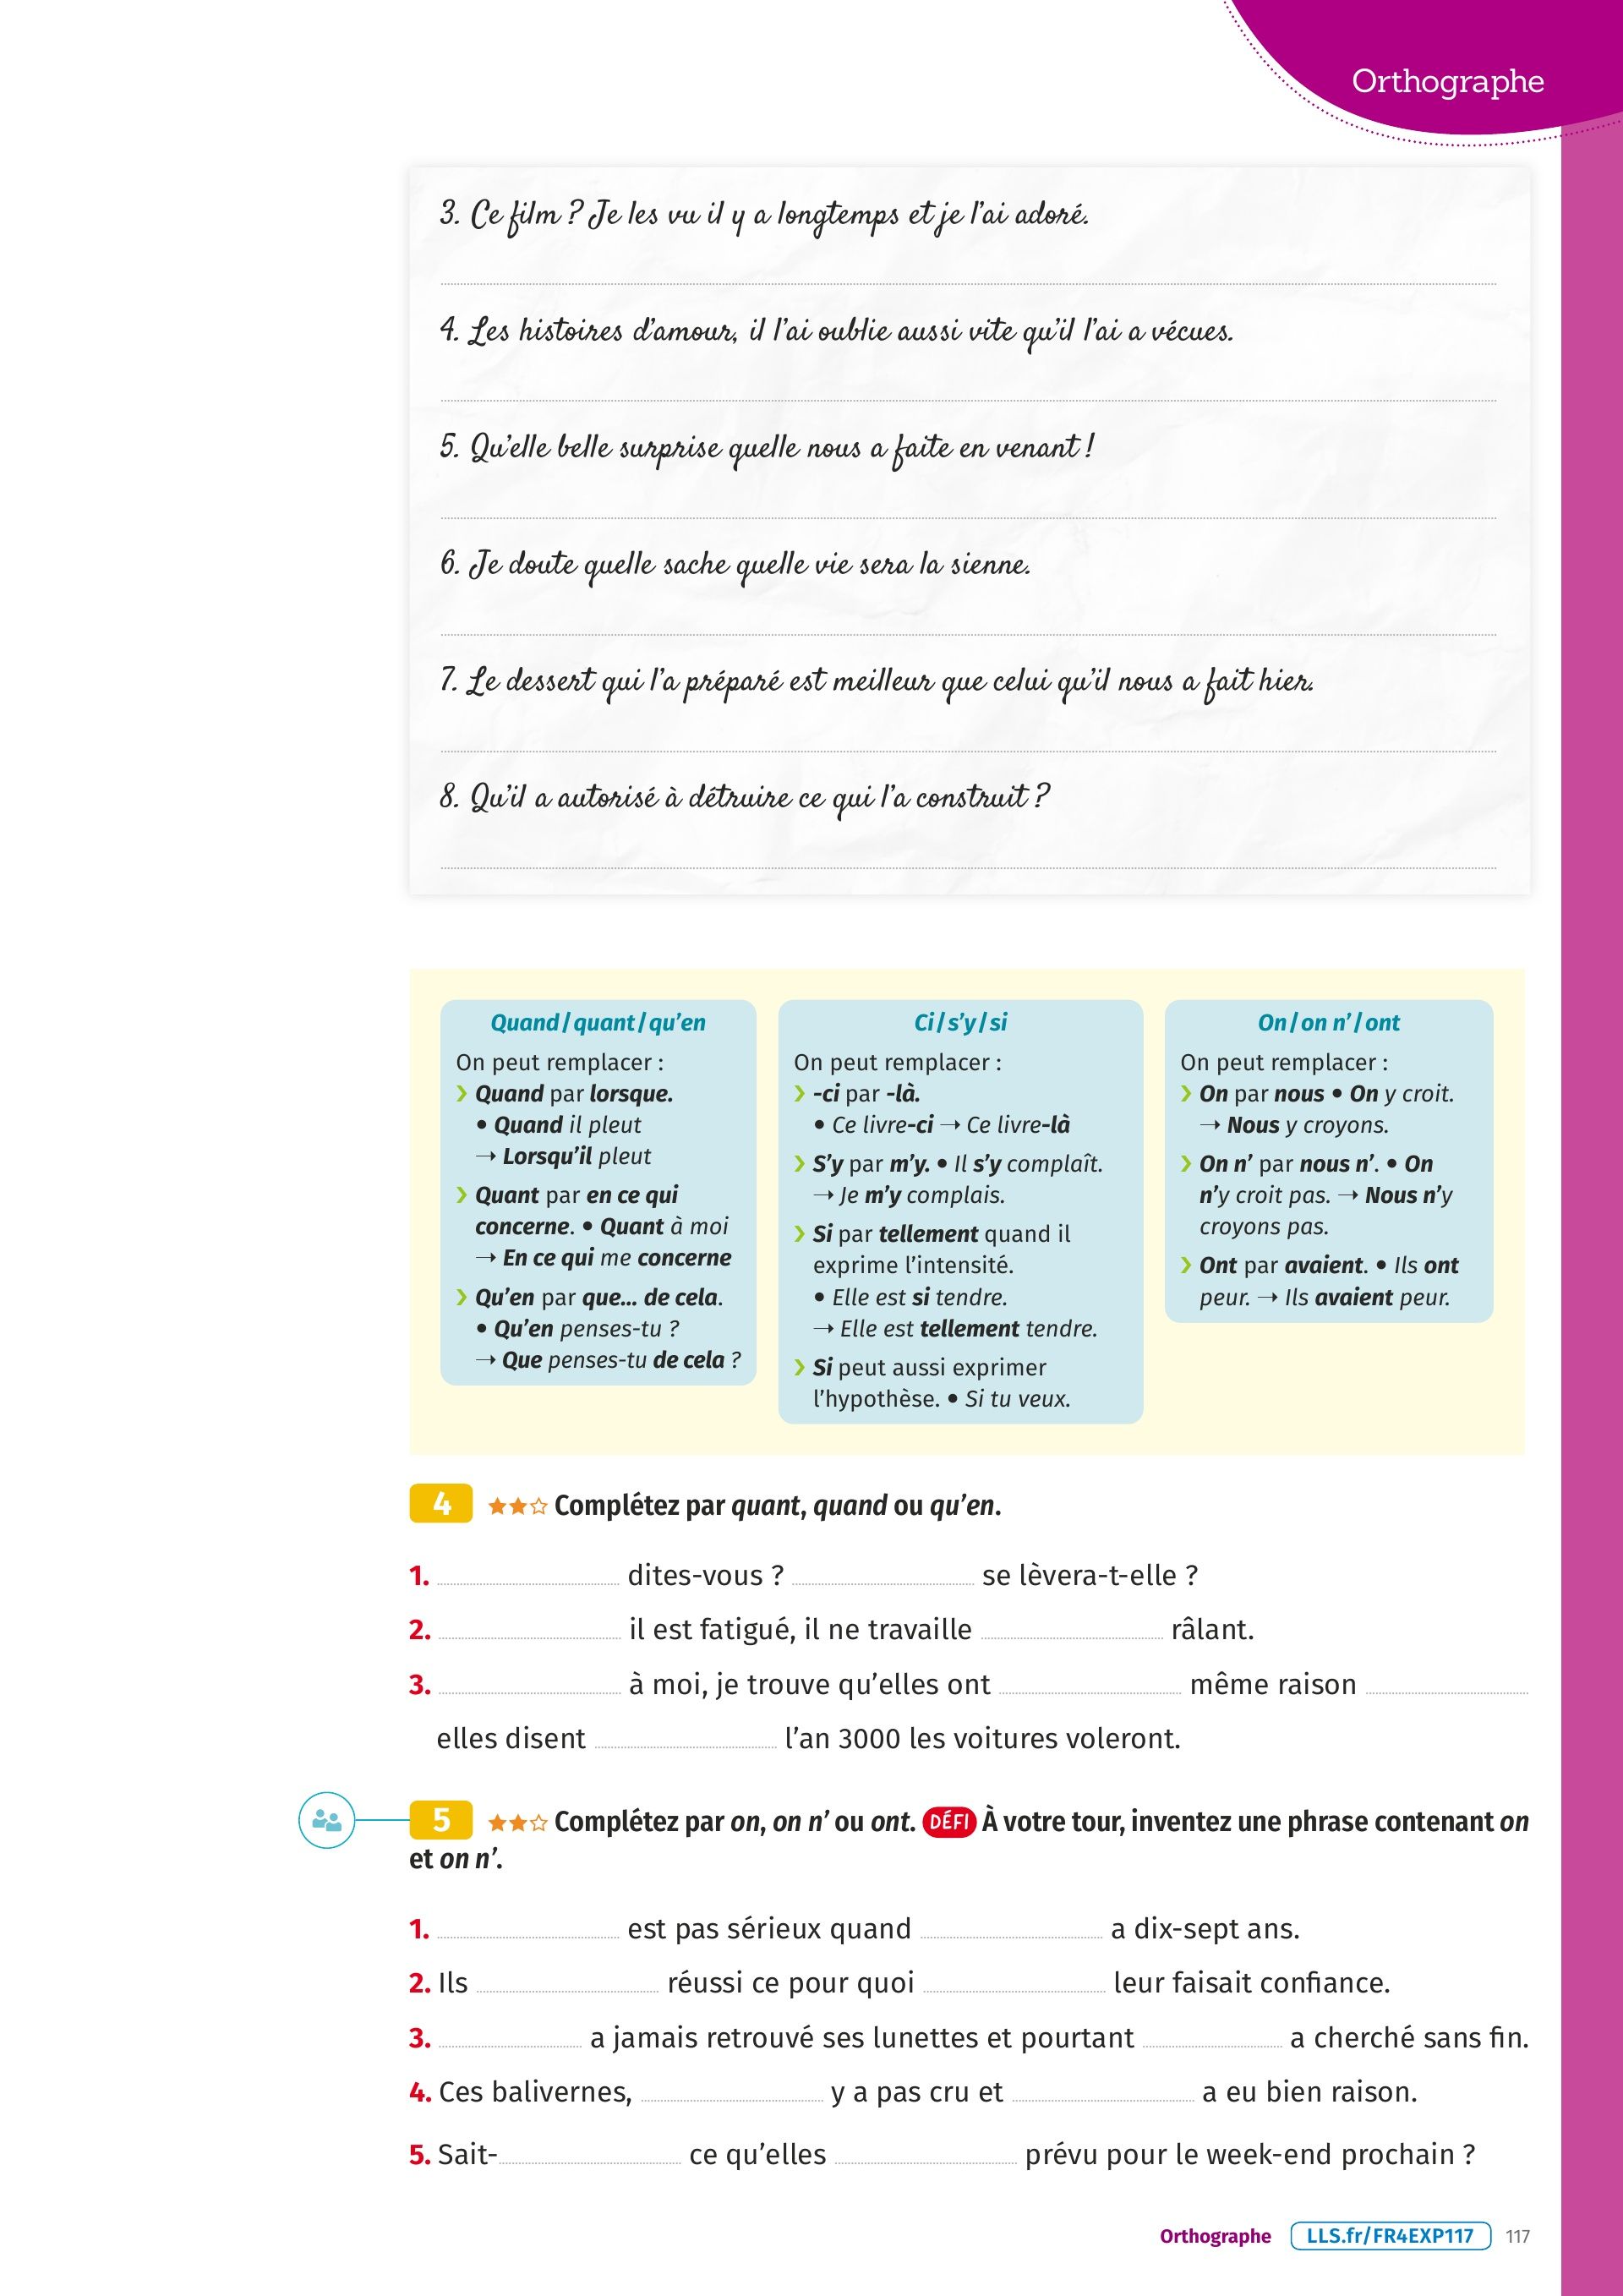 Orthographe
3. Ce film ? Je les vu il y a longtemps et je l'ai adoré.
4. Les histoires d'amour, il l'ai oublie aussi vite qu'il l'ai a vécues.
5. Qu'elle belle surprise quelle nous a faite en venant !
6. Je doute quelle sache quelle vie sera la sienne.
7. Le dessert qui l'a préparé est meilleur que celui qu'il nous a fait hier.
8. Qu'il a autorisé à détruire ce qui l'a construit ?
Quand / quant / qu'en
On peut remplacer :
› Quand par lorsque.
• Quand il pleut
→ Lorsqu'il pleut
› Quant par en ce qui
concerne. • Quant à moi
→ En ce qui me concerne
› Qu'en par que... de cela.
• Qu'en penses-tu ?
→ Que penses-tu de cela ?
Ci / s'y / si
On peut remplacer :
› -ci par -là.
• Ce livre-ci → Ce livre-là
› S'y par m'y. • Il s'y complaît.
→ Je m'y complais.
› Si par tellement quand il
exprime l'intensité.
• Elle est si tendre.
→ Elle est tellement tendre.
› Si peut aussi exprimer
l'hypothèse. • Si tu veux.
On / on n' / ont
On peut remplacer :
› On par nous • On y croit.
→ Nous y croyons.
› On n' par nous n'. • On
n'y croit pas. → Nous n'y
croyons pas.
› Ont par avaient. • Ils ont
peur. → Ils avaient peur.
4 ★★☆ Complétez par quant, quand ou qu'en.
1. dites-vous ? se lèvera-t-elle ?
2. il est fatigué, il ne travaille râlant.
3. à moi, je trouve qu'elles ont même raison
elles disent l'an 3000 les voitures voleront.
5 ★★☆ Complétez par on, on n' ou ont. DÉFI À votre tour, inventez une phrase contenant on
et on n'.
1. est pas sérieux quand a dix-sept ans.
2. Ils réussi ce pour quoi leur faisait confiance.
3. a jamais retrouvé ses lunettes et pourtant a cherché sans fin.
4. Ces balivernes, y a pas cru et a eu bien raison.
5. Sait- ce qu'elles prévu pour le week-end prochain ?
Orthographe LLS.fr/FR4EXP117 117